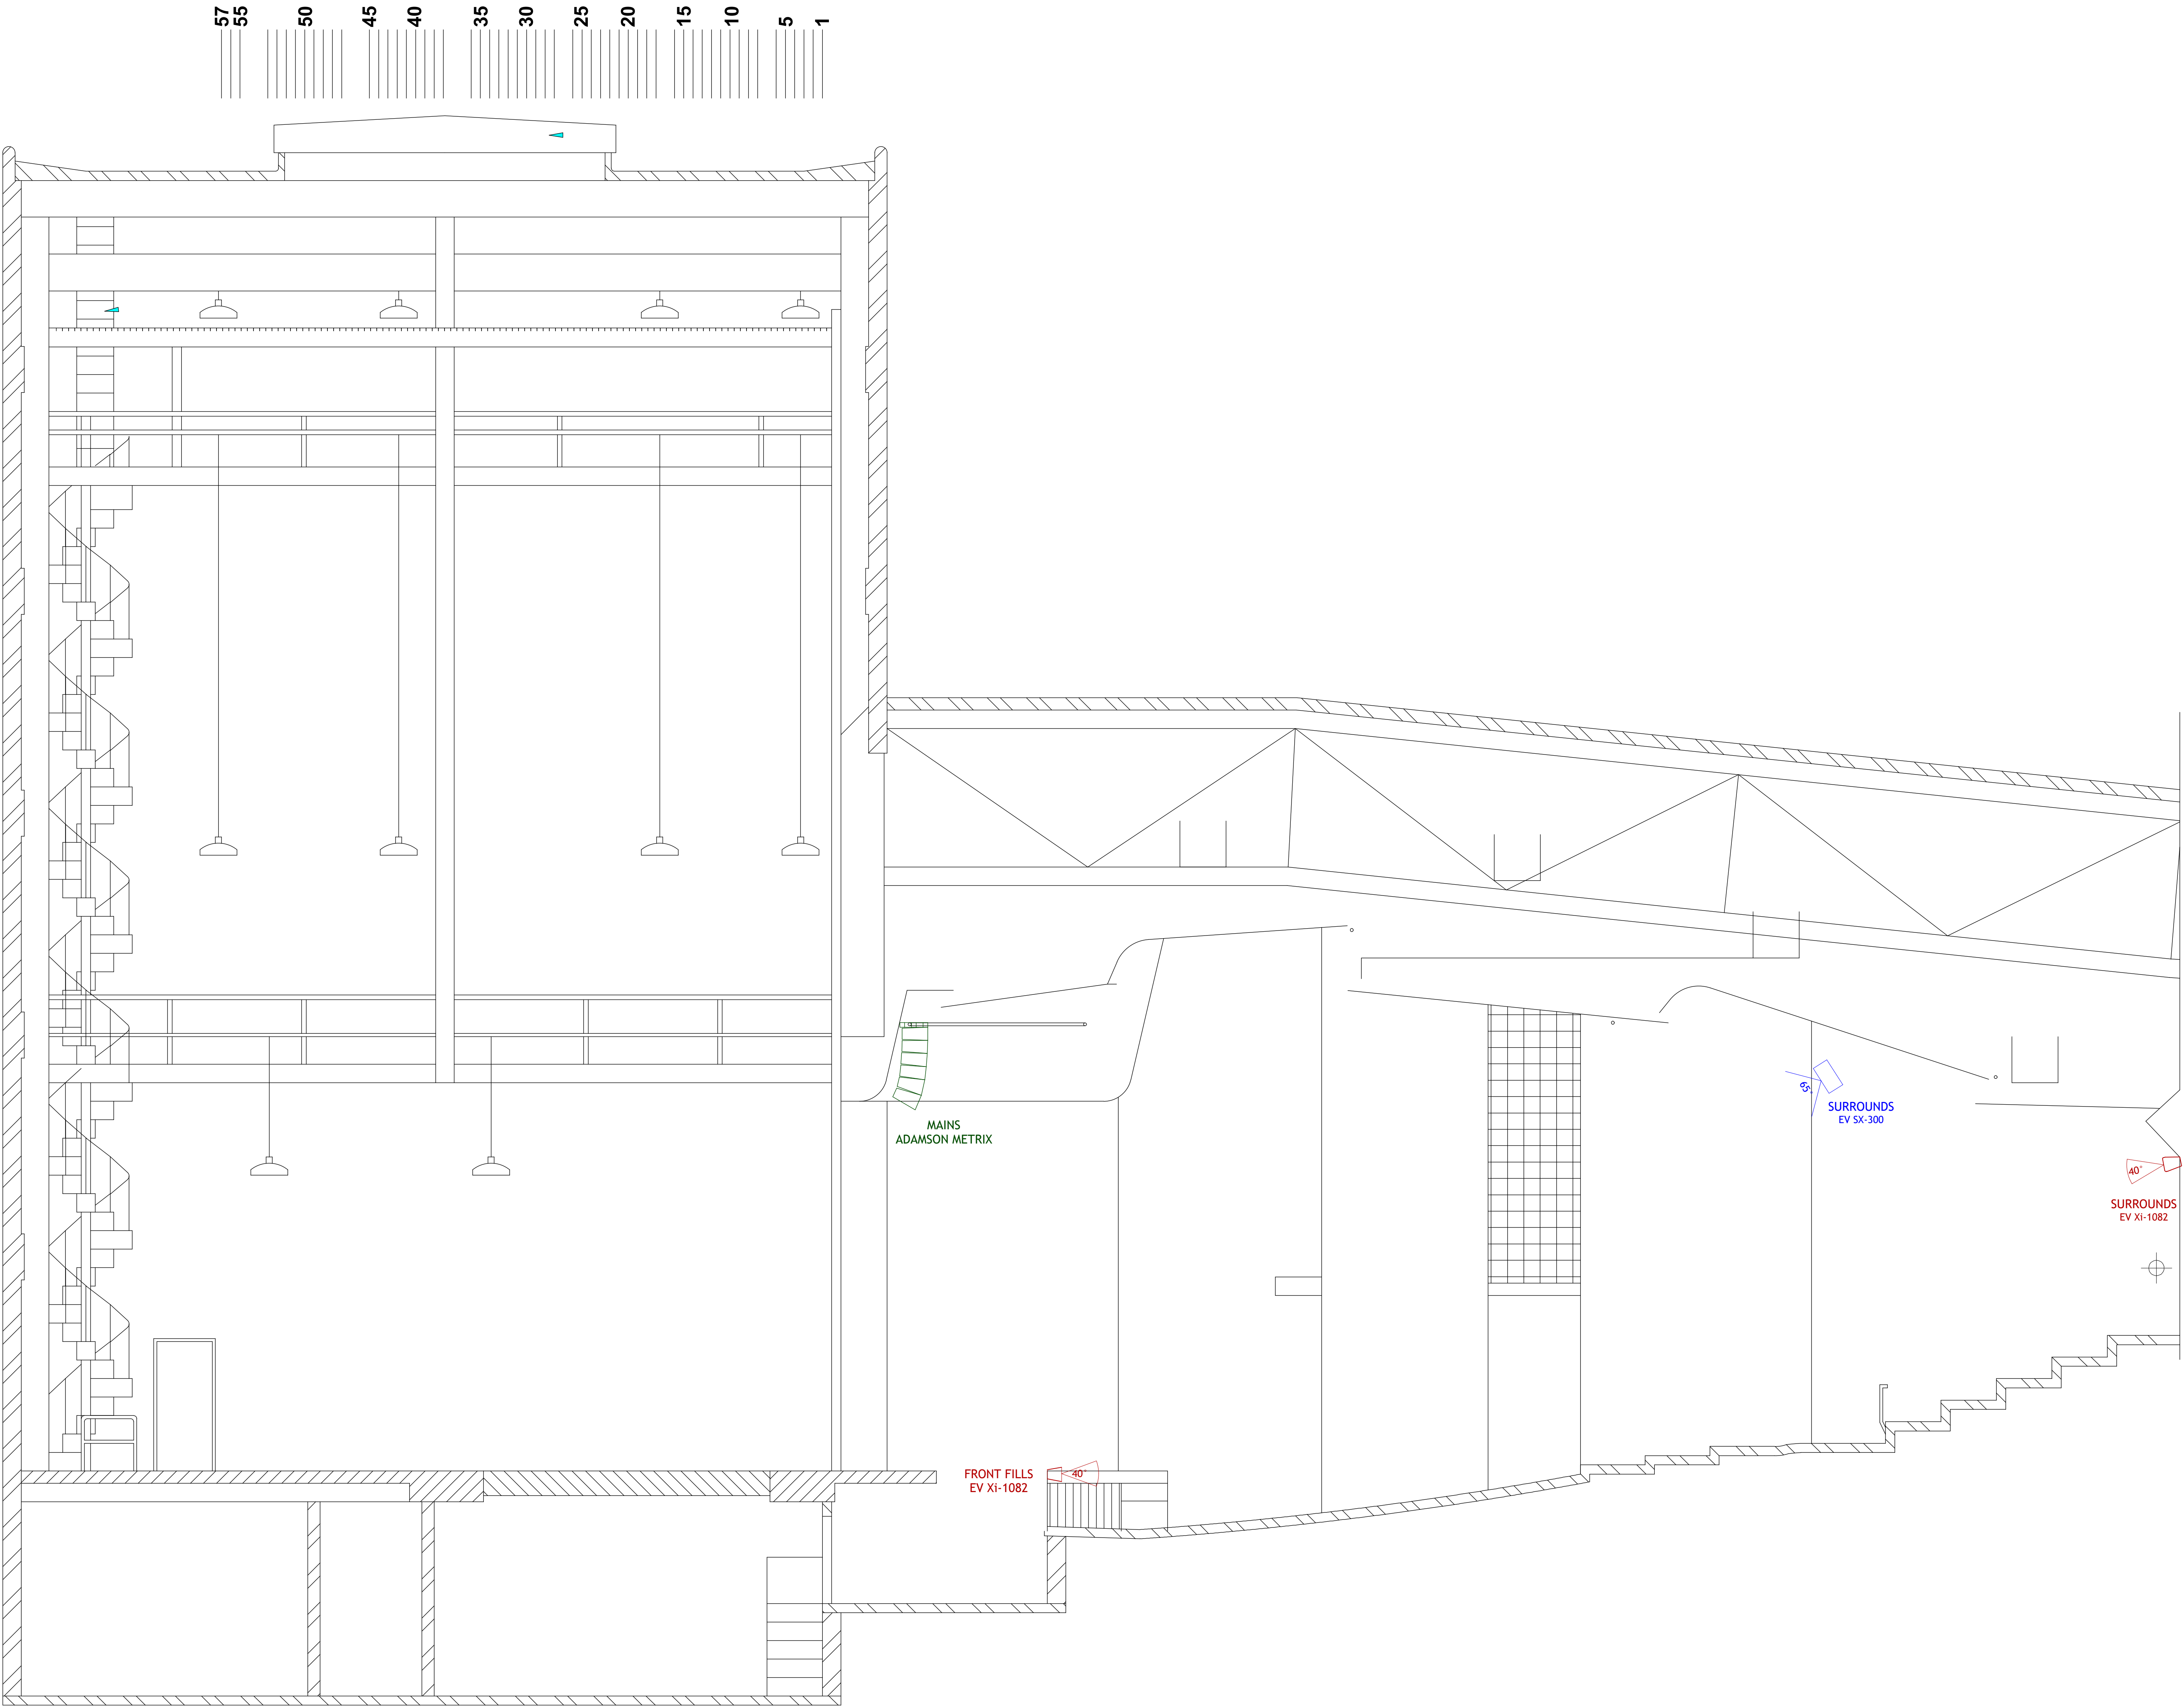 57
55
50
45
40
35
30
25
20
15
10
5
1
MAINS
ADAMSON METRIX
65°
SURROUNDS
EV SX-300
40°
SURROUNDS
EV Xi-1082
FRONT FILLS
EV Xi-1082
40°